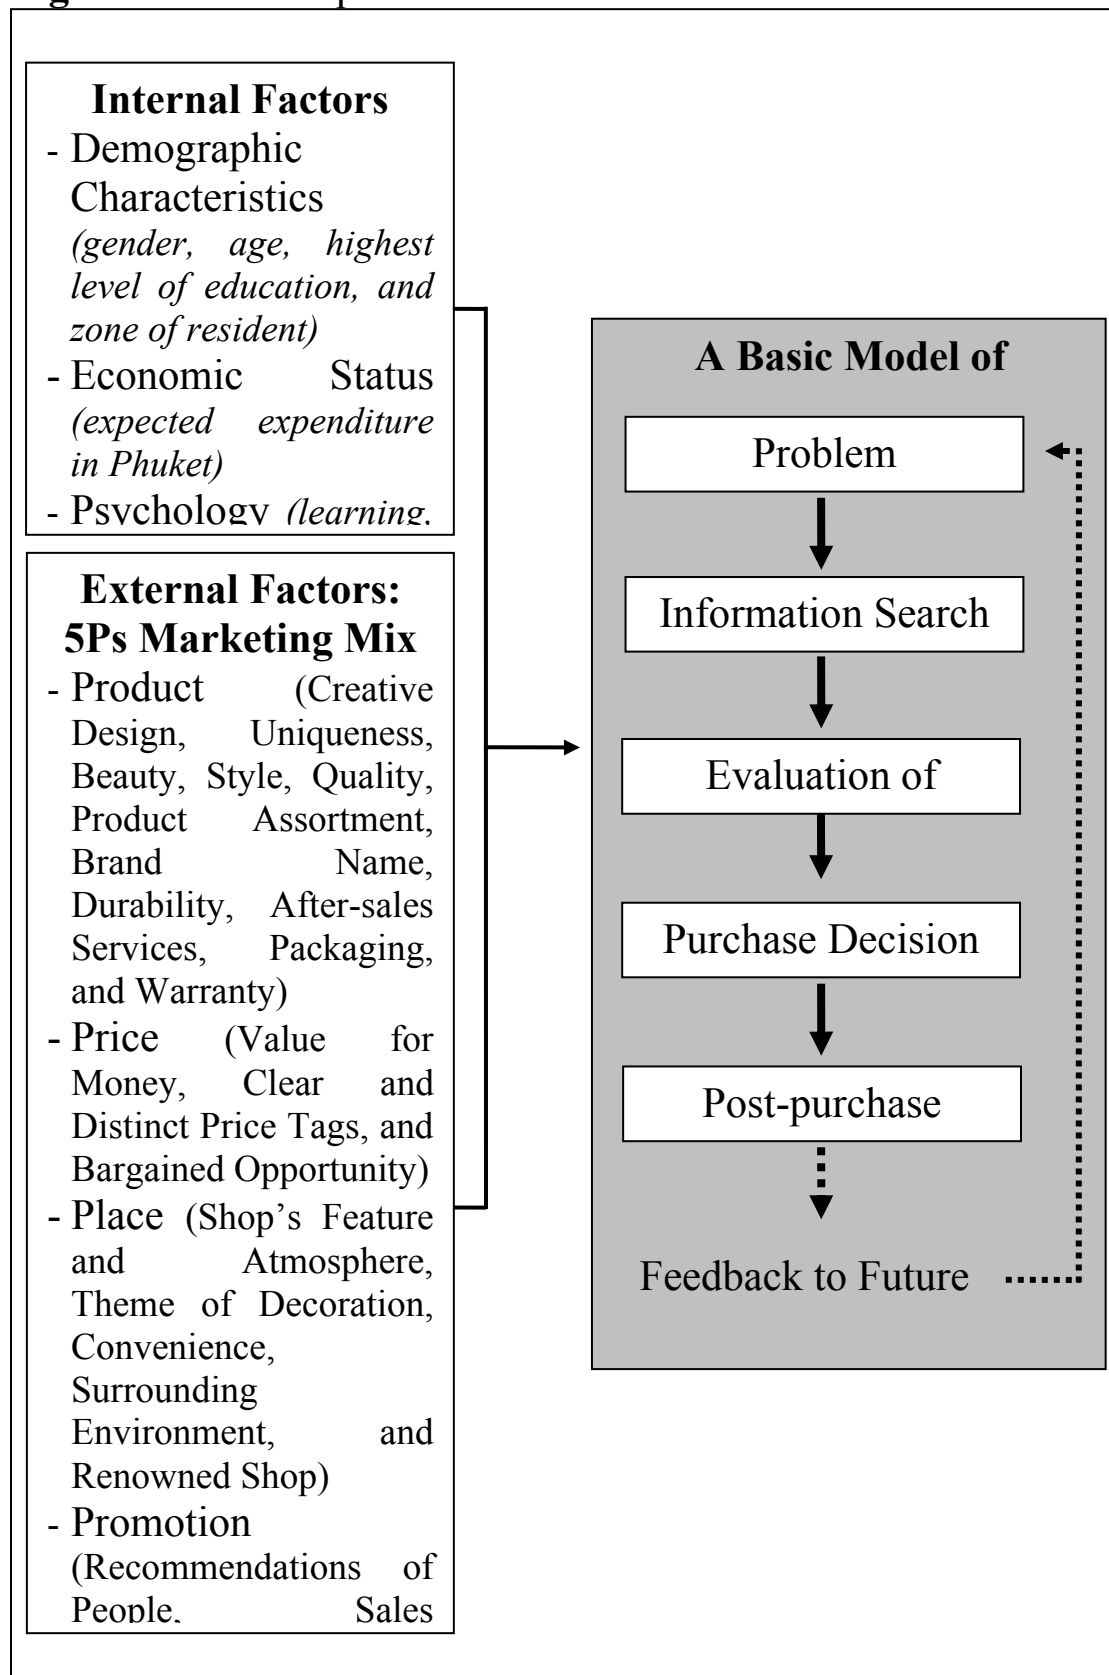 Internal Factors
- Demographic
Characteristics
(gender, age, highest
level of education, and
zone of resident)
- Economic Status
(expected expenditure
in Phuket)
- Psychology (learning,
External Factors:
5Ps Marketing Mix
- Product (Creative
Design, Uniqueness,
Beauty, Style, Quality,
Product Assortment,
Brand Name,
Durability, After-sales
Services, Packaging,
and Warranty)
- Price (Value for
Money, Clear and
Distinct Price Tags, and
Bargained Opportunity)
- Place (Shop's Feature
and Atmosphere,
Theme of Decoration,
Convenience,
Surrounding
Environment, and
Renowned Shop)
- Promotion
(Recommendations of
People, Sales
A Basic Model of
Problem
Information Search
Evaluation of
Purchase Decision
Post-purchase
Feedback to Future